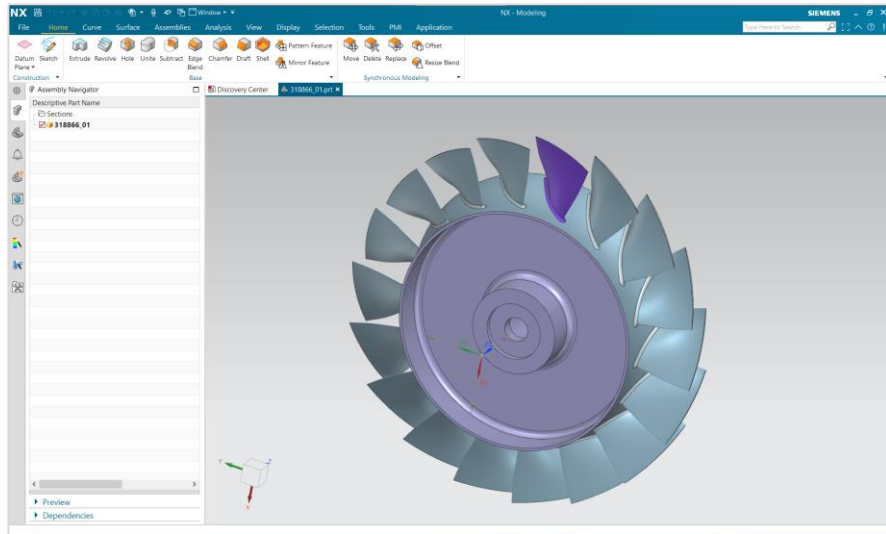 NX
Window
NX - Modeling
SIEMENS
File Home Curve Surface Assemblies Analysis View Display Selection Tools PMI Application
Type Here to Search
Datum Plane
Sketch
Extrude
Revolve
Hole
Unite
Subtract
Edge Blend
Chamfer
Draft
Shell
Pattern Feature
Mirror Feature
Move
Delete
Replace
Offset
Resize Blend
Construction
Base
Synchronous Modeling
Assembly Navigator
Discovery Center
318866_01.prt
Descriptive Part Name
Sections
318866_01
Preview
Dependencies